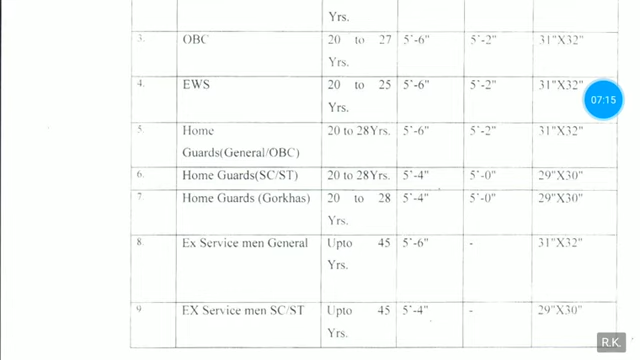 Yrs.
3. OBC 20 to 27 5'-6" 5'-2" 31"X32"
Yrs.
4. EWS 20 to 25 5'-6" 5'-2" 31"X32"
Yrs.
07:15
5. Home 20 to 28Yrs. 5'-6" 5'-2" 31"X32"
Guards(General/OBC)
6. Home Guards(SC/ST) 20 to 28Yrs. 5'-4" 5'-0" 29"X30"
7 Home Guards (Gorkhas) 20 to 28 5'-4" 5'-0" 29"X30"
Yrs.
8. Ex Service men General Upto 45 5'-6" - 31"X32"
Yrs.
9 EX Service men SC/ST Upto 45 5'-4" - 29"X30"
Yrs.
R.K.